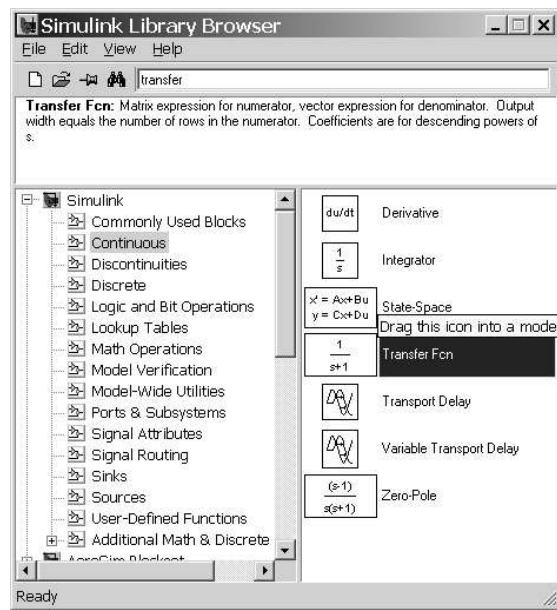 Simulink Library Browser
File Edit View Help
transfer
Transfer Fcn: Matrix expression for numerator, vector expression for denominator. Output
width equals the number of rows in the numerator. Coefficients are for descending powers of
s.
Simulink
Commonly Used Blocks
Continuous
Discontinuities
Discrete
Logic and Bit Operations
Lookup Tables
Math Operations
Model Verification
Model-Wide Utilities
Ports & Subsystems
Signal Attributes
Signal Routing
Sinks
Sources
User-Defined Functions
Additional Math & Discrete
AeroSim Blockset
du/dt Derivative
1
s
Integrator
x' = Ax+Bu
y = Cx+Du
State-Space
Drag this icon into a mode
1
s+1
Transfer Fcn
Transport Delay
Variable Transport Delay
(s-1)
s(s+1)
Zero-Pole
Ready